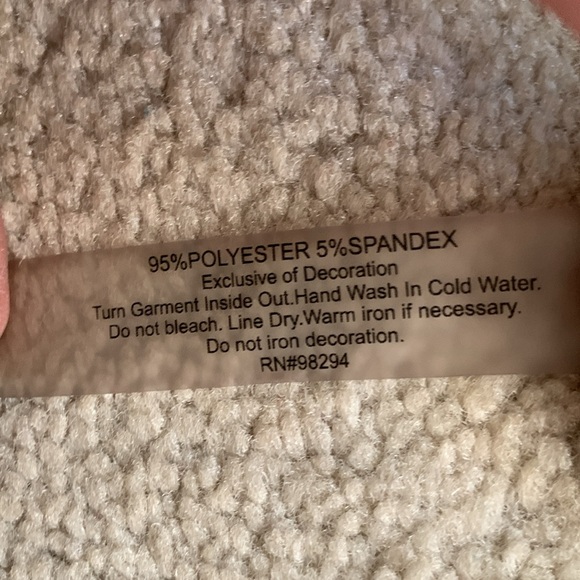 95%POLYESTER 5%SPANDEX
Exclusive of Decoration
Turn Garment Inside Out.Hand Wash In Cold Water.
Do not bleach. Line Dry.Warm iron if necessary.
Do not iron decoration.
RN#98294